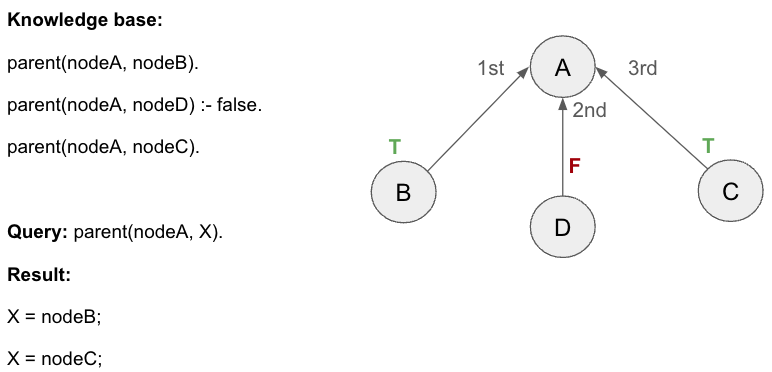 Knowledge base:
parent(nodeA, nodeB).
parent(nodeA, nodeD) :- false.
parent(nodeA, nodeC).
Query: parent(nodeA, X).
Result:
X = nodeB;
X = nodeC;
A
1st
3rd
2nd
T
T
F
B
C
D